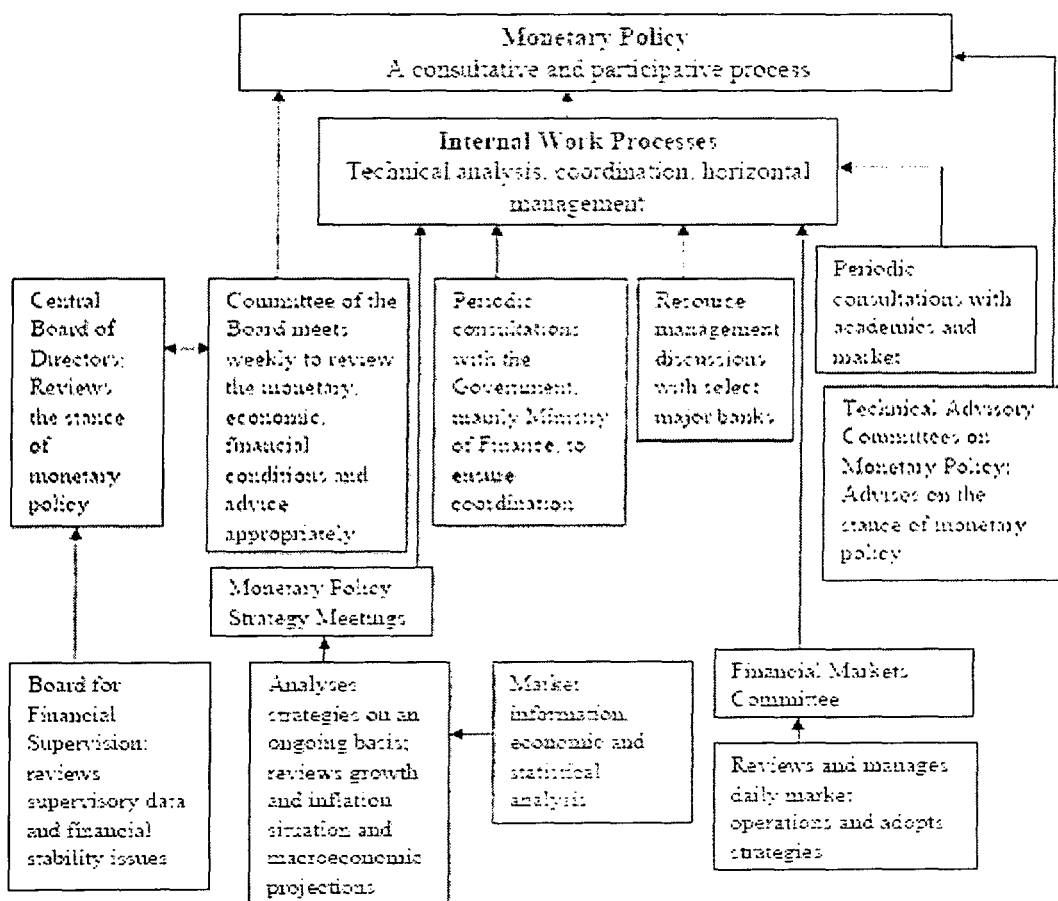 Monetary Policy
A consultative and participative process
Internal Work Processes
Technical analysis, coordination, horizontal
management
Central
Board of
Directors:
Reviews
the stance
of
monetary
policy
Committee of the
Board meets
weekly to review
the monetary,
economic,
financial
conditions and
advice
appropriately
Periodic
consultations
with the
Government,
mainly Ministry
of Finance, to
ensure
coordination
Resource
management
discussions
with select
major banks
Periodic
consultations with
academics and
market
Technical Advisory
Committees on
Monetary Policy:
Advises on the
stance of monetary
policy
Monetary Policy
Strategy Meetings
Board for
Financial
Supervision:
reviews
supervisory data
and financial
stability issues
Analyses
strategies on an
ongoing basis;
reviews growth
and inflation
situation and
macroeconomic
projections
Market
information,
economic and
statistical
analysis
Financial Markets
Committee
Reviews and manages
daily market
operations and adopts
strategies